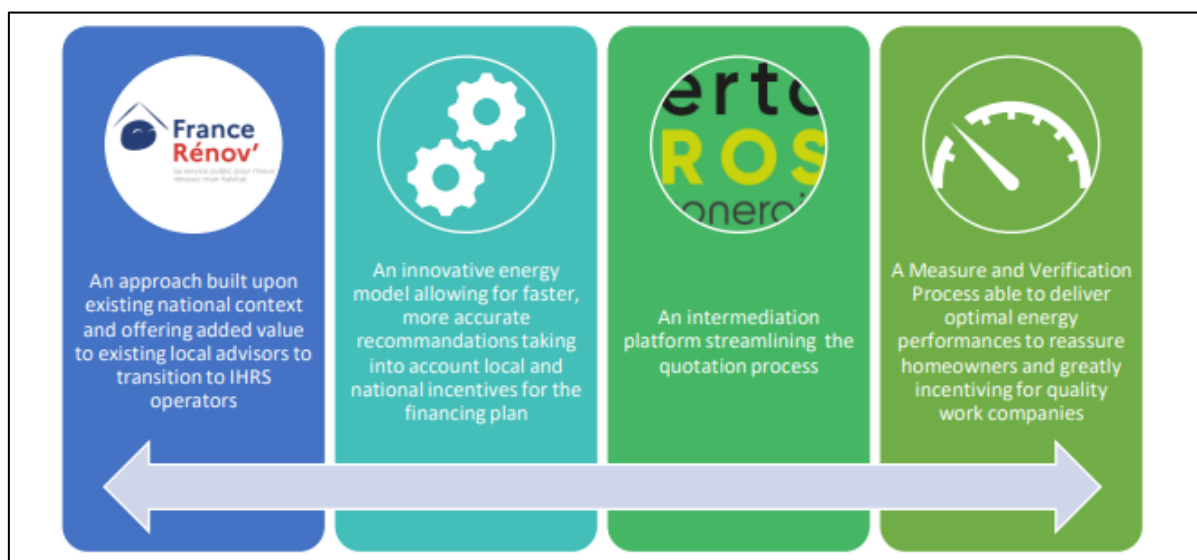 France
Rénov'
Le service public pour mieux
rénover mon habitat
An approach built upon
existing national context
and offering added value
to existing local advisors to
transition to IHRS
operators
An innovative energy
model allowing for faster,
more accurate
recommandations taking
into account local and
national incentives for the
financing plan
erto
ROS
onergi
An intermediation
platform streamlining the
quotation process
A Measure and Verification
Process able to deliver
optimal energy
performances to reassure
homeowners and greatly
incentiving for quality
work companies